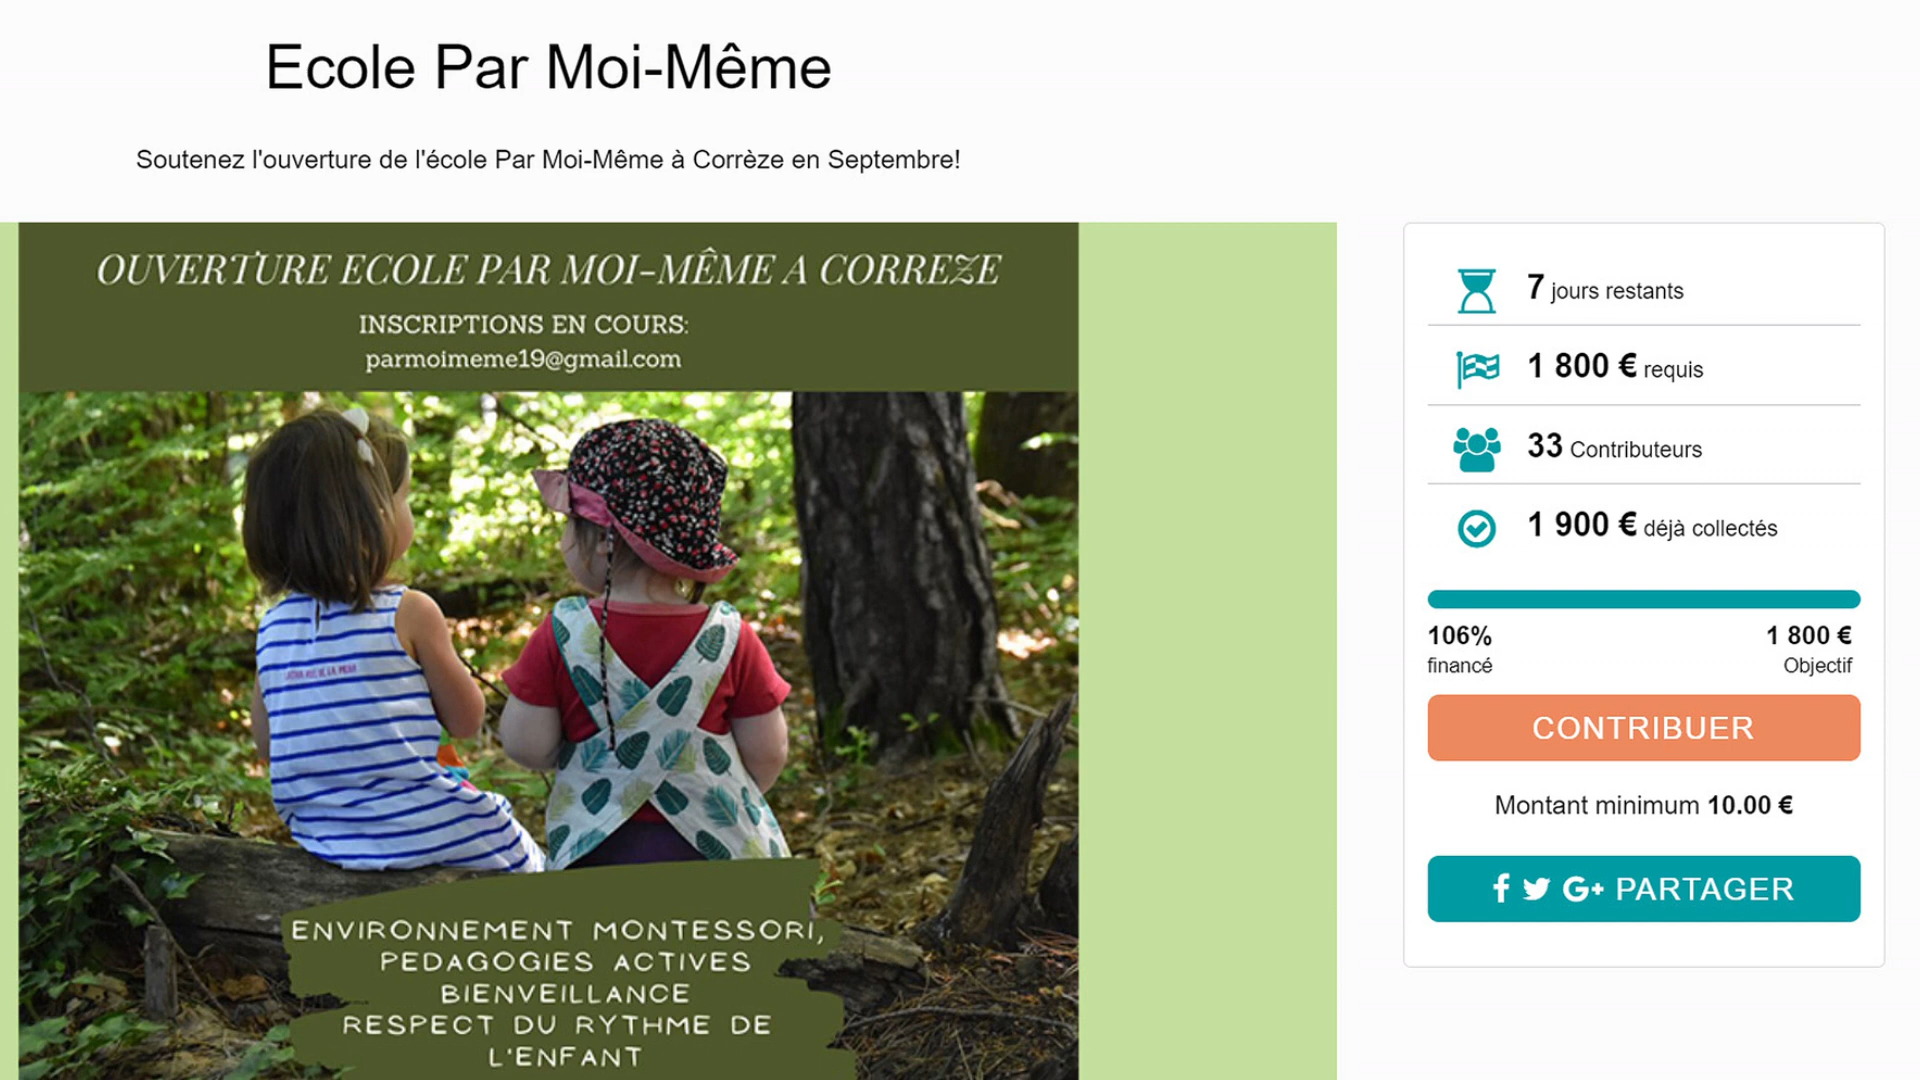 Ecole Par Moi-Même
Soutenez l'ouverture de l'école Par Moi-Même à Corrèze en Septembre!
OUVERTURE ECOLE PAR MOI-MÊME A CORREZE
INSCRIPTIONS EN COURS:
parmoimeme19@gmail.com
ENVIRONNEMENT MONTESSORI,
PEDAGOGIES ACTIVES
BIENVEILLANCE
RESPECT DU RYTHME DE
L'ENFANT
7 jours restants
1 800 € requis
33 Contributeurs
1 900 € déjà collectés
106% 1 800 €
financé Objectif
CONTRIBUER
Montant minimum 10.00 €
PARTAGER